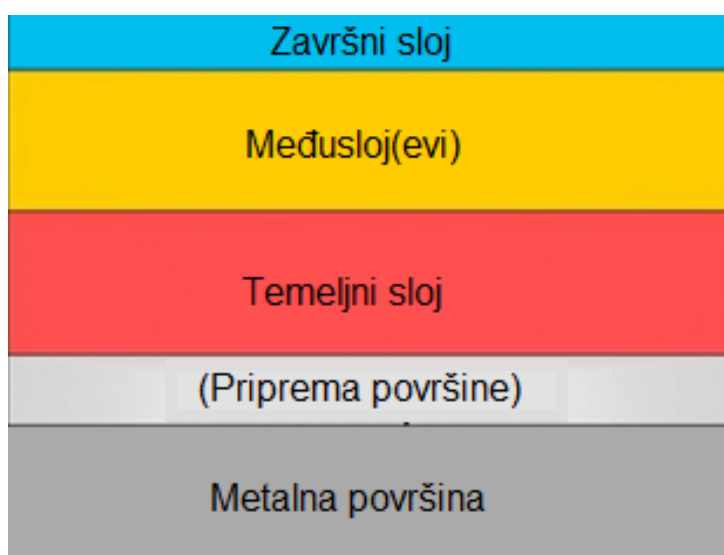 Završni sloj
Međusloj(evi)
Temeljni sloj
(Priprema površine)
Metalna površina